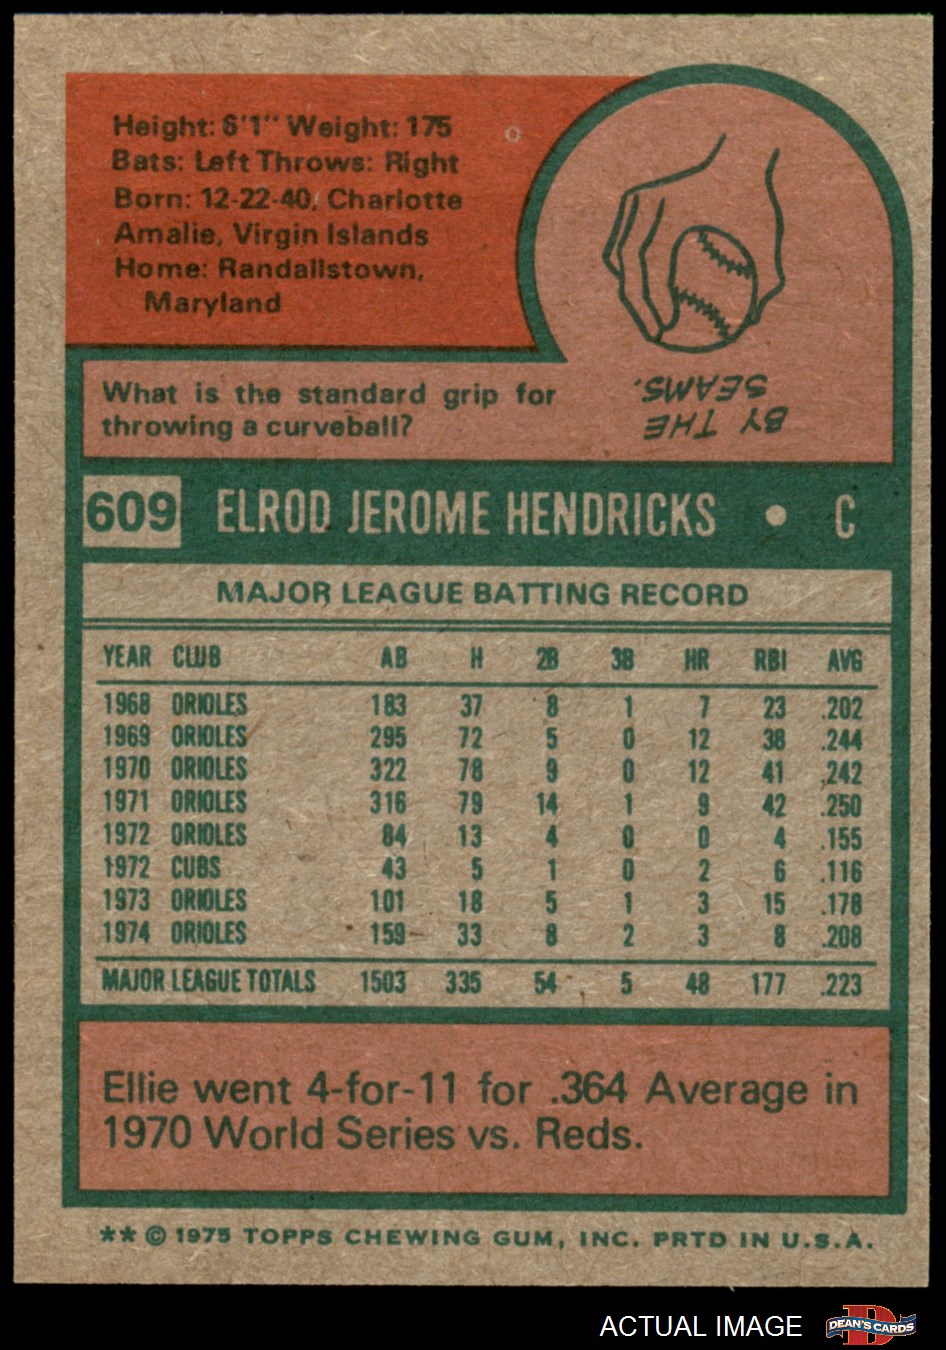 Height: 6'1" Weight: 175
Bats: Left Throws: Right
Born: 12-22-40, Charlotte
Amalie, Virgin Islands
Home: Randallstown,
Maryland
What is the standard grip for
throwing a curveball?
BY THE
SEAMS.
609 ELROD JEROME HENDRICKS • C
MAJOR LEAGUE BATTING RECORD
YEAR CLUB AB H 2B 3B HR RBI AVG
1968 ORIOLES 183 37 8 1 7 23 .202
1969 ORIOLES 295 72 5 0 12 38 .244
1970 ORIOLES 322 78 9 0 12 41 .242
1971 ORIOLES 316 79 14 1 9 42 .250
1972 ORIOLES 84 13 4 0 0 4 .155
1972 CUBS 43 5 1 0 2 6 .116
1973 ORIOLES 101 18 5 1 3 15 .178
1974 ORIOLES 159 33 8 2 3 8 .208
MAJOR LEAGUE TOTALS 1503 335 54 5 48 177 .223
Ellie went 4-for-11 for .364 Average in
1970 World Series vs. Reds.
** © 1975 TOPPS CHEWING GUM, INC. PRTD IN U.S.A.
ACTUAL IMAGE
D
DEAN'S CARDS